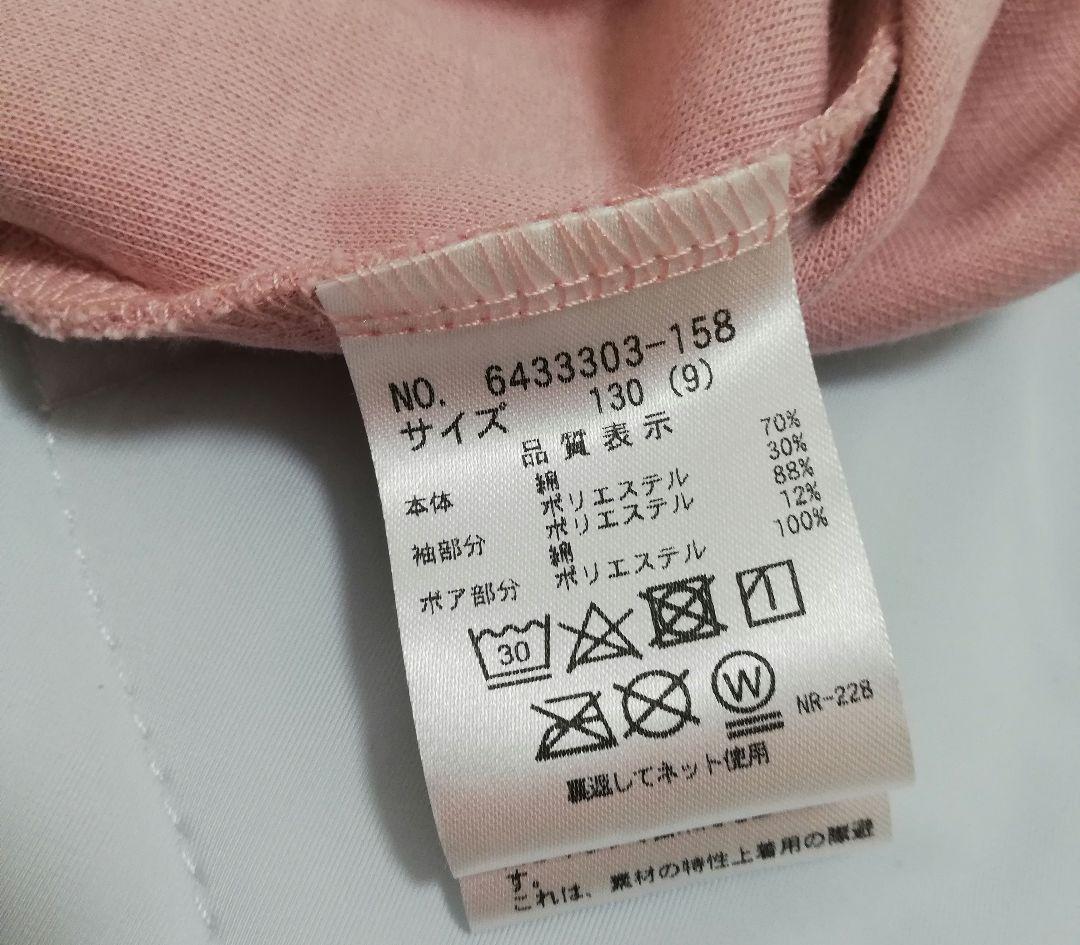 NO. 6433303-158
サイズ 130 (9)
品質表示
本体 綿 70%
ポリエステル 30%
袖部分 ポリエステル 88%
綿 12%
ボア部分 ポリエステル 100%
30
W
NR-228
裏返してネット使用
す。
これは、素材の特性上着用の際避